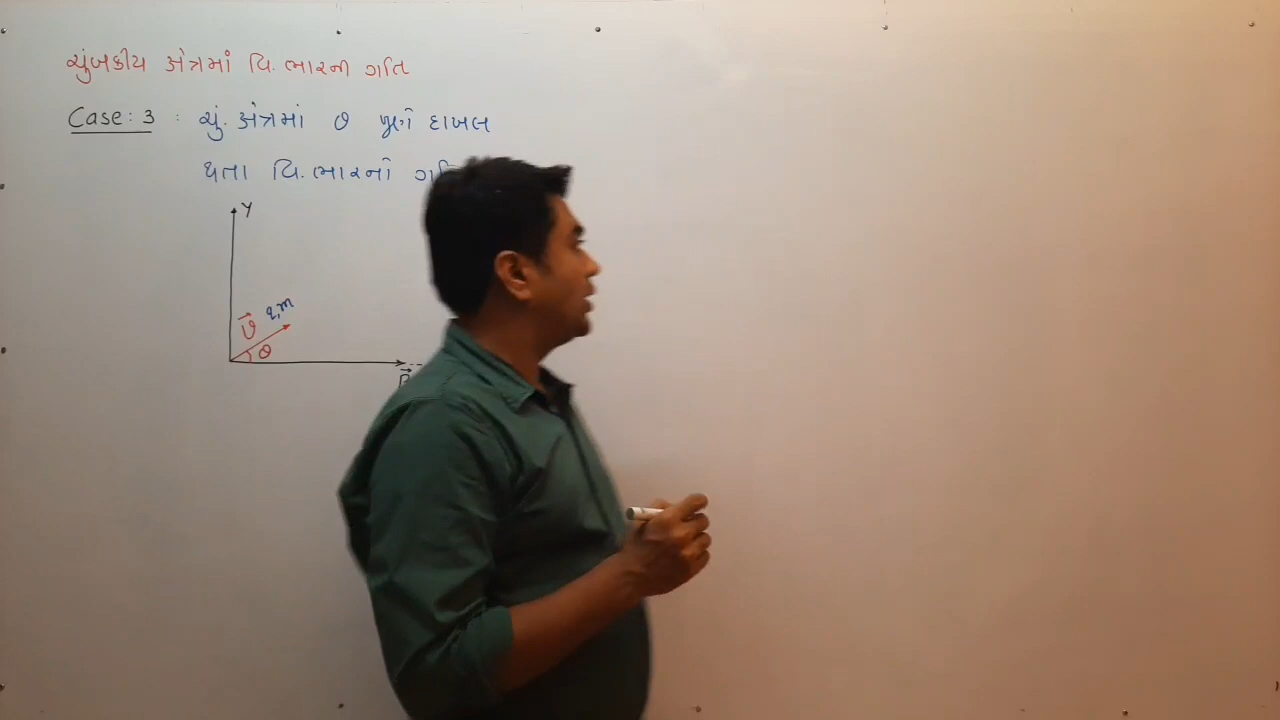 ચુંબકીય ક્ષેત્રમાં વિ. ભારની ગતિ
Case: 3 : ચું. ક્ષેત્રમાં θ ખૂણે દાખલ
થતા વિ. ભારની
Y
q,m
v
θ